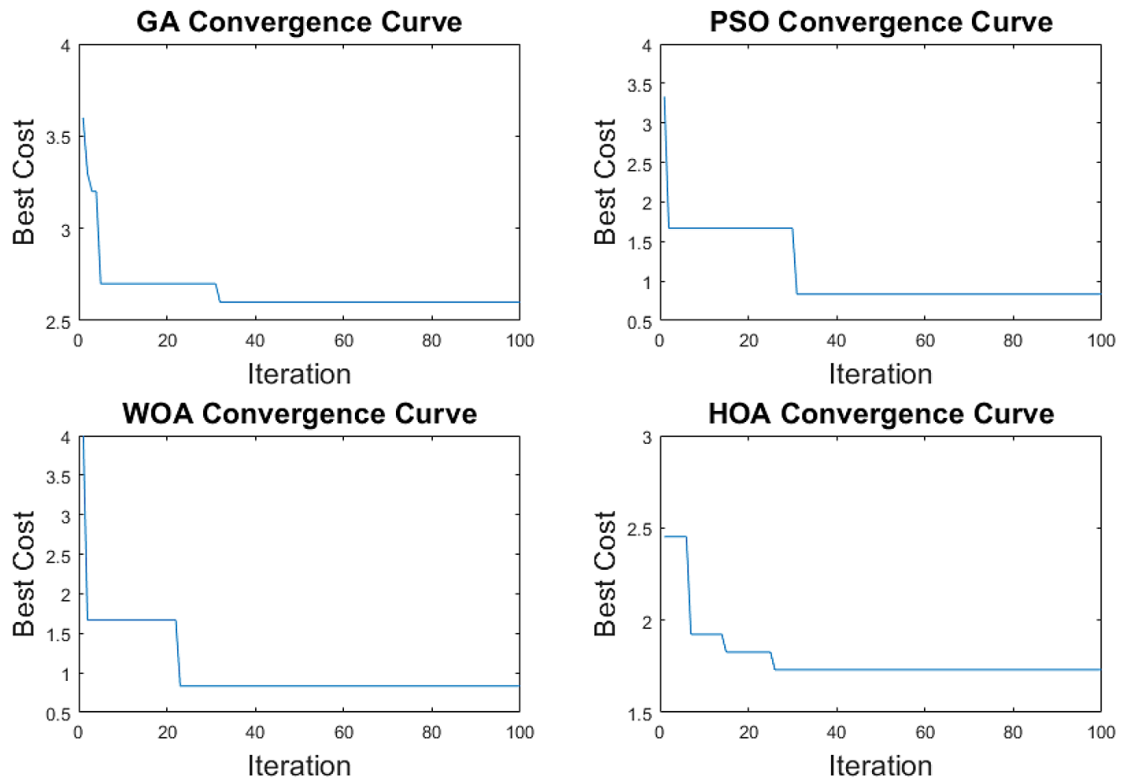 GA Convergence Curve
4
3.5
3
2.5
Best Cost
0 20 40 60 80 100
Iteration
PSO Convergence Curve
4
3.5
3
2.5
2
1.5
1
0.5
Best Cost
0 20 40 60 80 100
Iteration
WOA Convergence Curve
4
3.5
3
2.5
2
1.5
1
0.5
Best Cost
0 20 40 60 80 100
Iteration
HOA Convergence Curve
3
2.5
2
1.5
Best Cost
0 20 40 60 80 100
Iteration